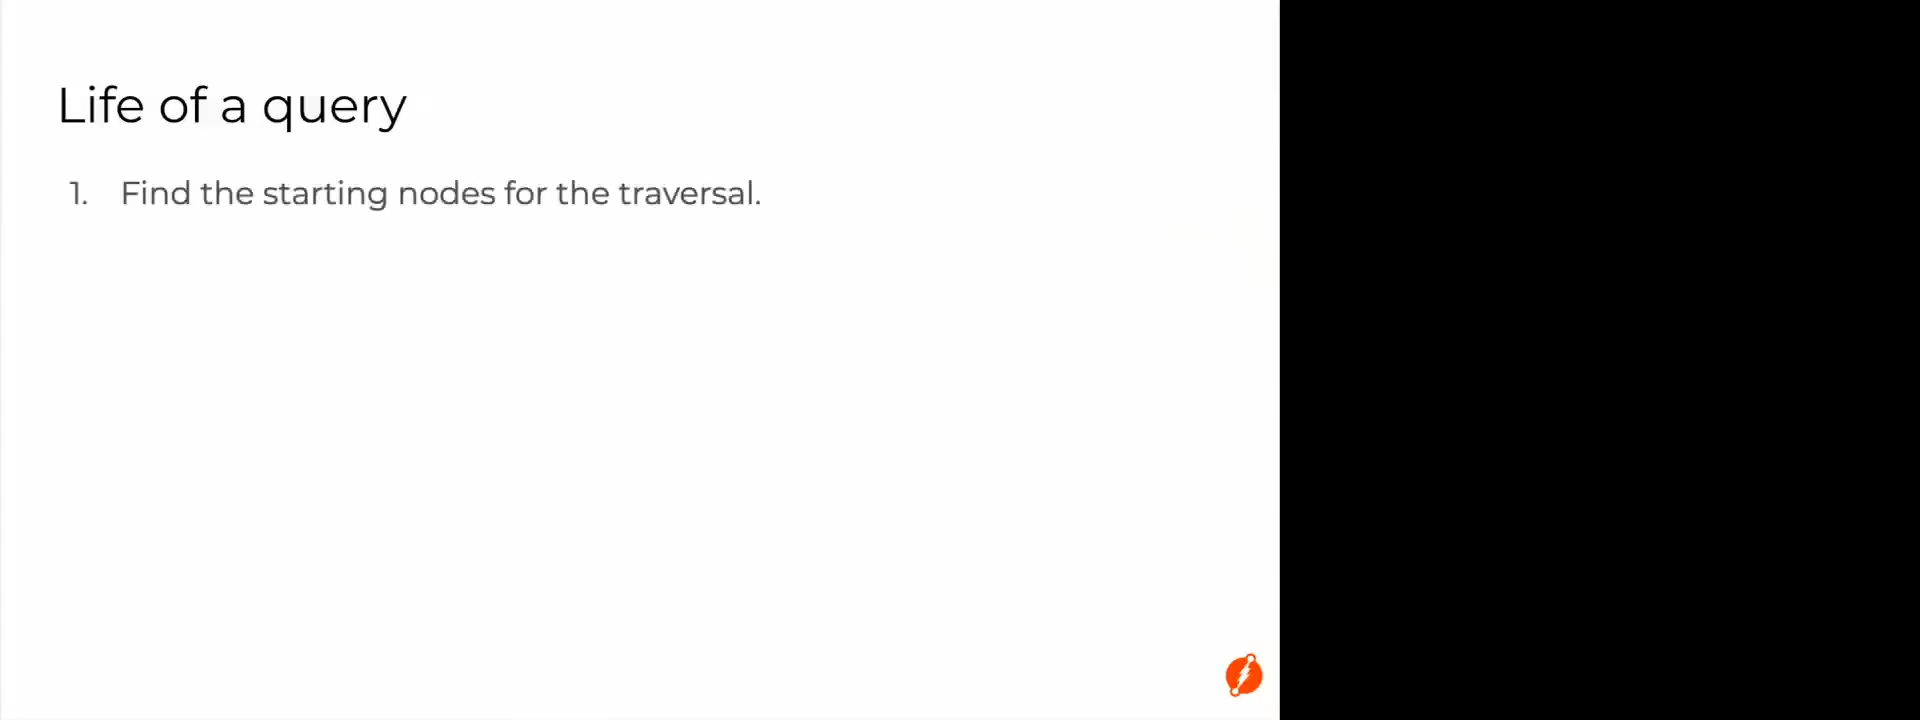 Life of a query
1. Find the starting nodes for the traversal.